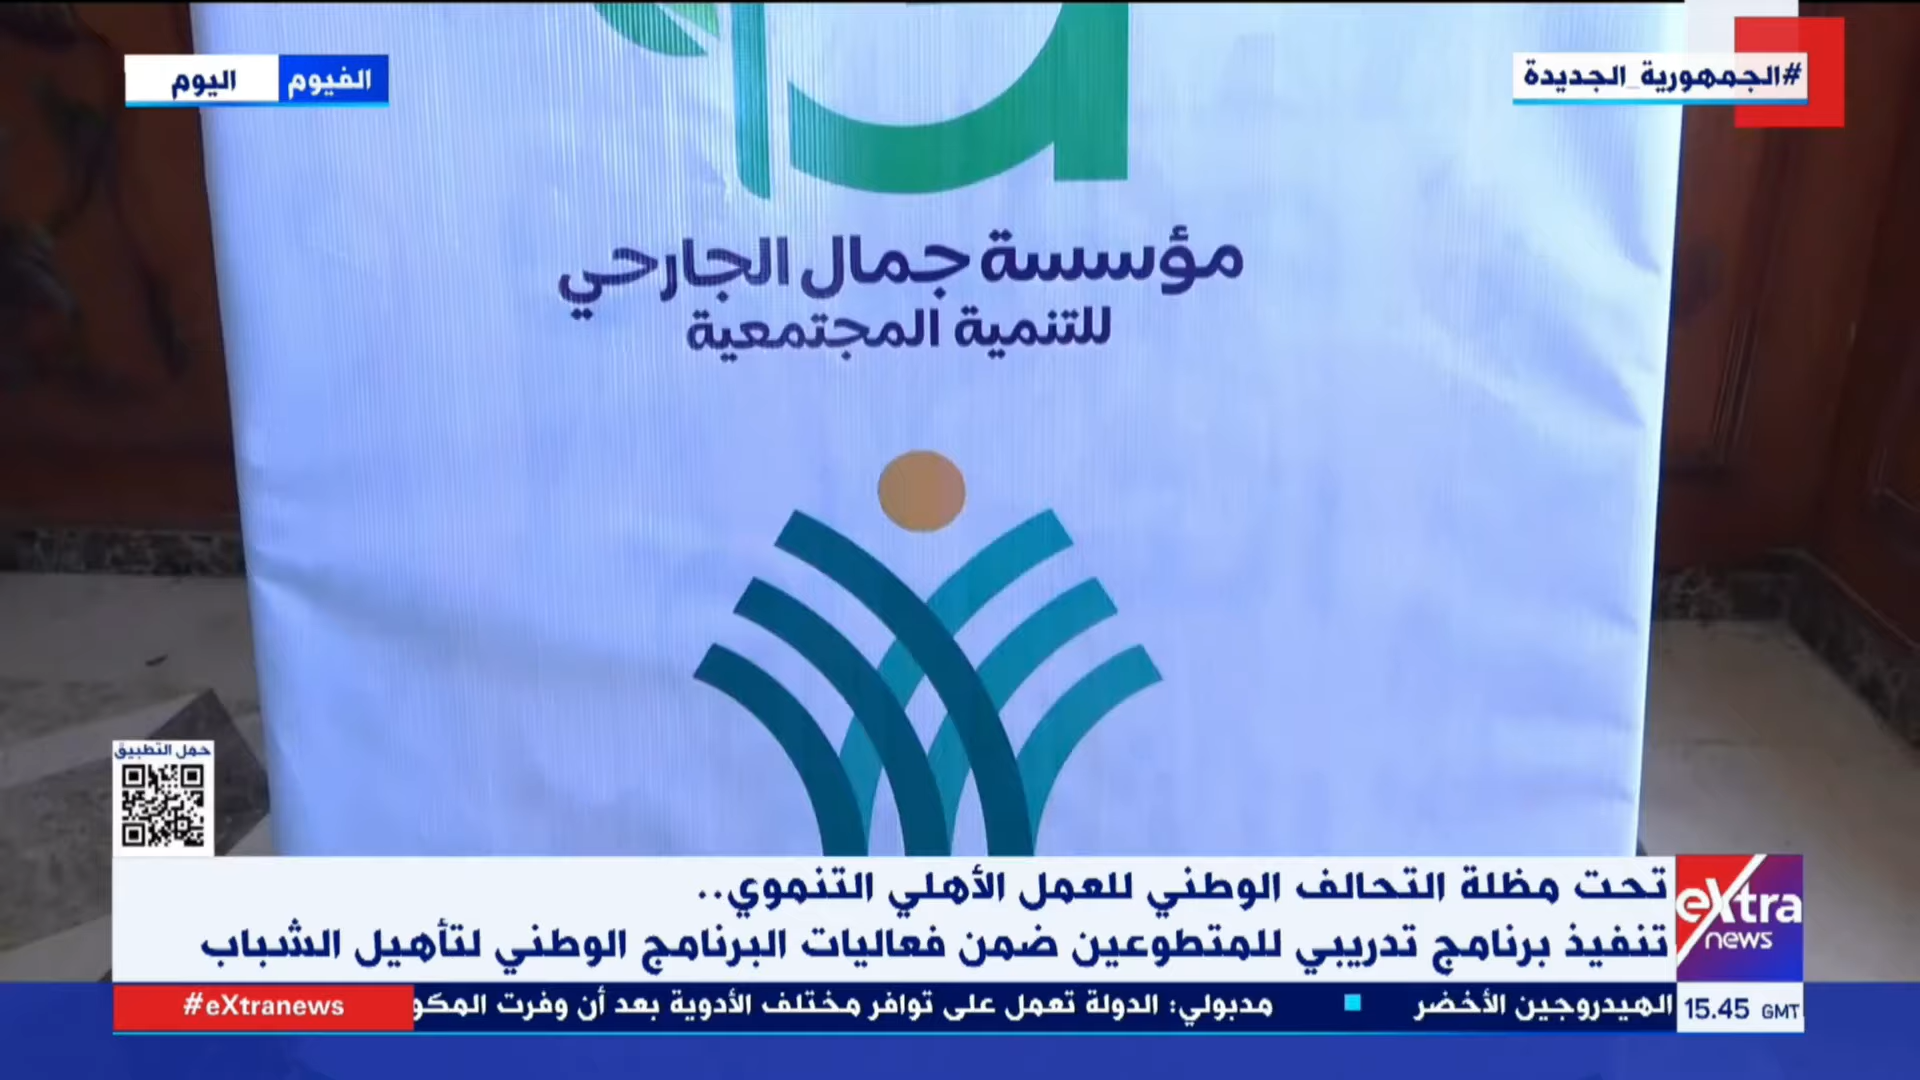 #الجمهورية_الجديدة
الفيوم اليوم
مؤسسة جمال الجارحي
للتنمية المجتمعية
حمل التطبيق
تحت مظلة التحالف الوطني للعمل الأهلي التنموي..
تنفيذ برنامج تدريبي للمتطوعين ضمن فعاليات البرنامج الوطني لتأهيل الشباب
eXtra
news
15.45 GMT
الهيدروجين الأخضر ■ مدبولي: الدولة تعمل على توافر مختلف الأدوية بعد أن وفرت المكو
#eXtranews